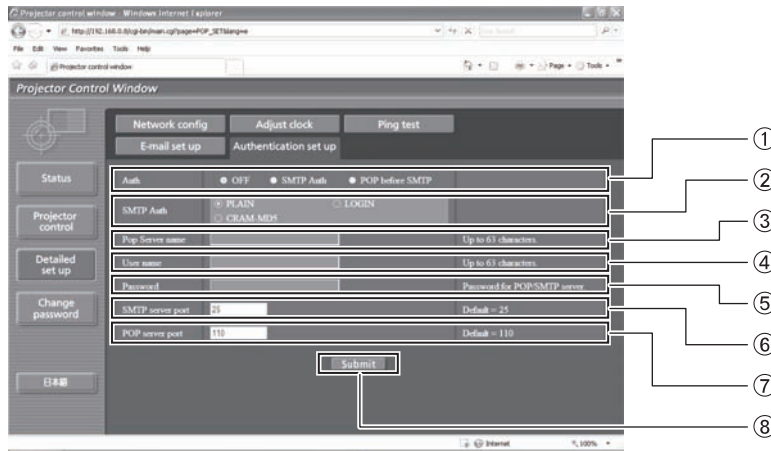 Projector control window - Windows Internet Explorer
File Edit View Favorites Tools Help
Projector control window
Page Tools
Projector Control Window
Network config Adjust clock Ping test
E-mail set up Authentication set up
Status
Projector control
Detailed set up
Change password
日本語
Auth OFF SMTP Auth POP before SMTP
SMTP Auth PLAIN LOGIN
CRAM-MD5
Pop Server name Up to 63 characters.
User name Up to 63 characters.
Password Password for POP/SMTP server.
SMTP server port 25 Default = 25
POP server port 110 Default = 110
Submit
Internet 100%
①
②
③
④
⑤
⑥
⑦
⑧